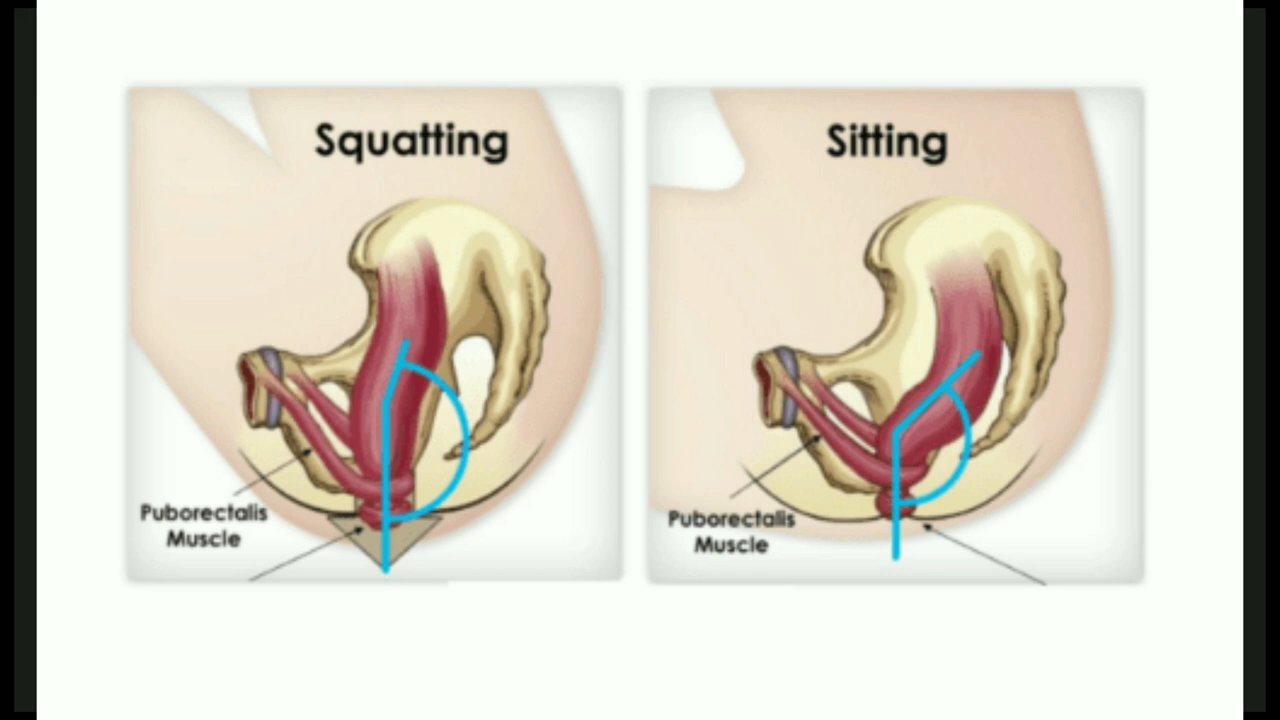 Squatting
Puborectalis
Muscle
Sitting
Puborectalis
Muscle